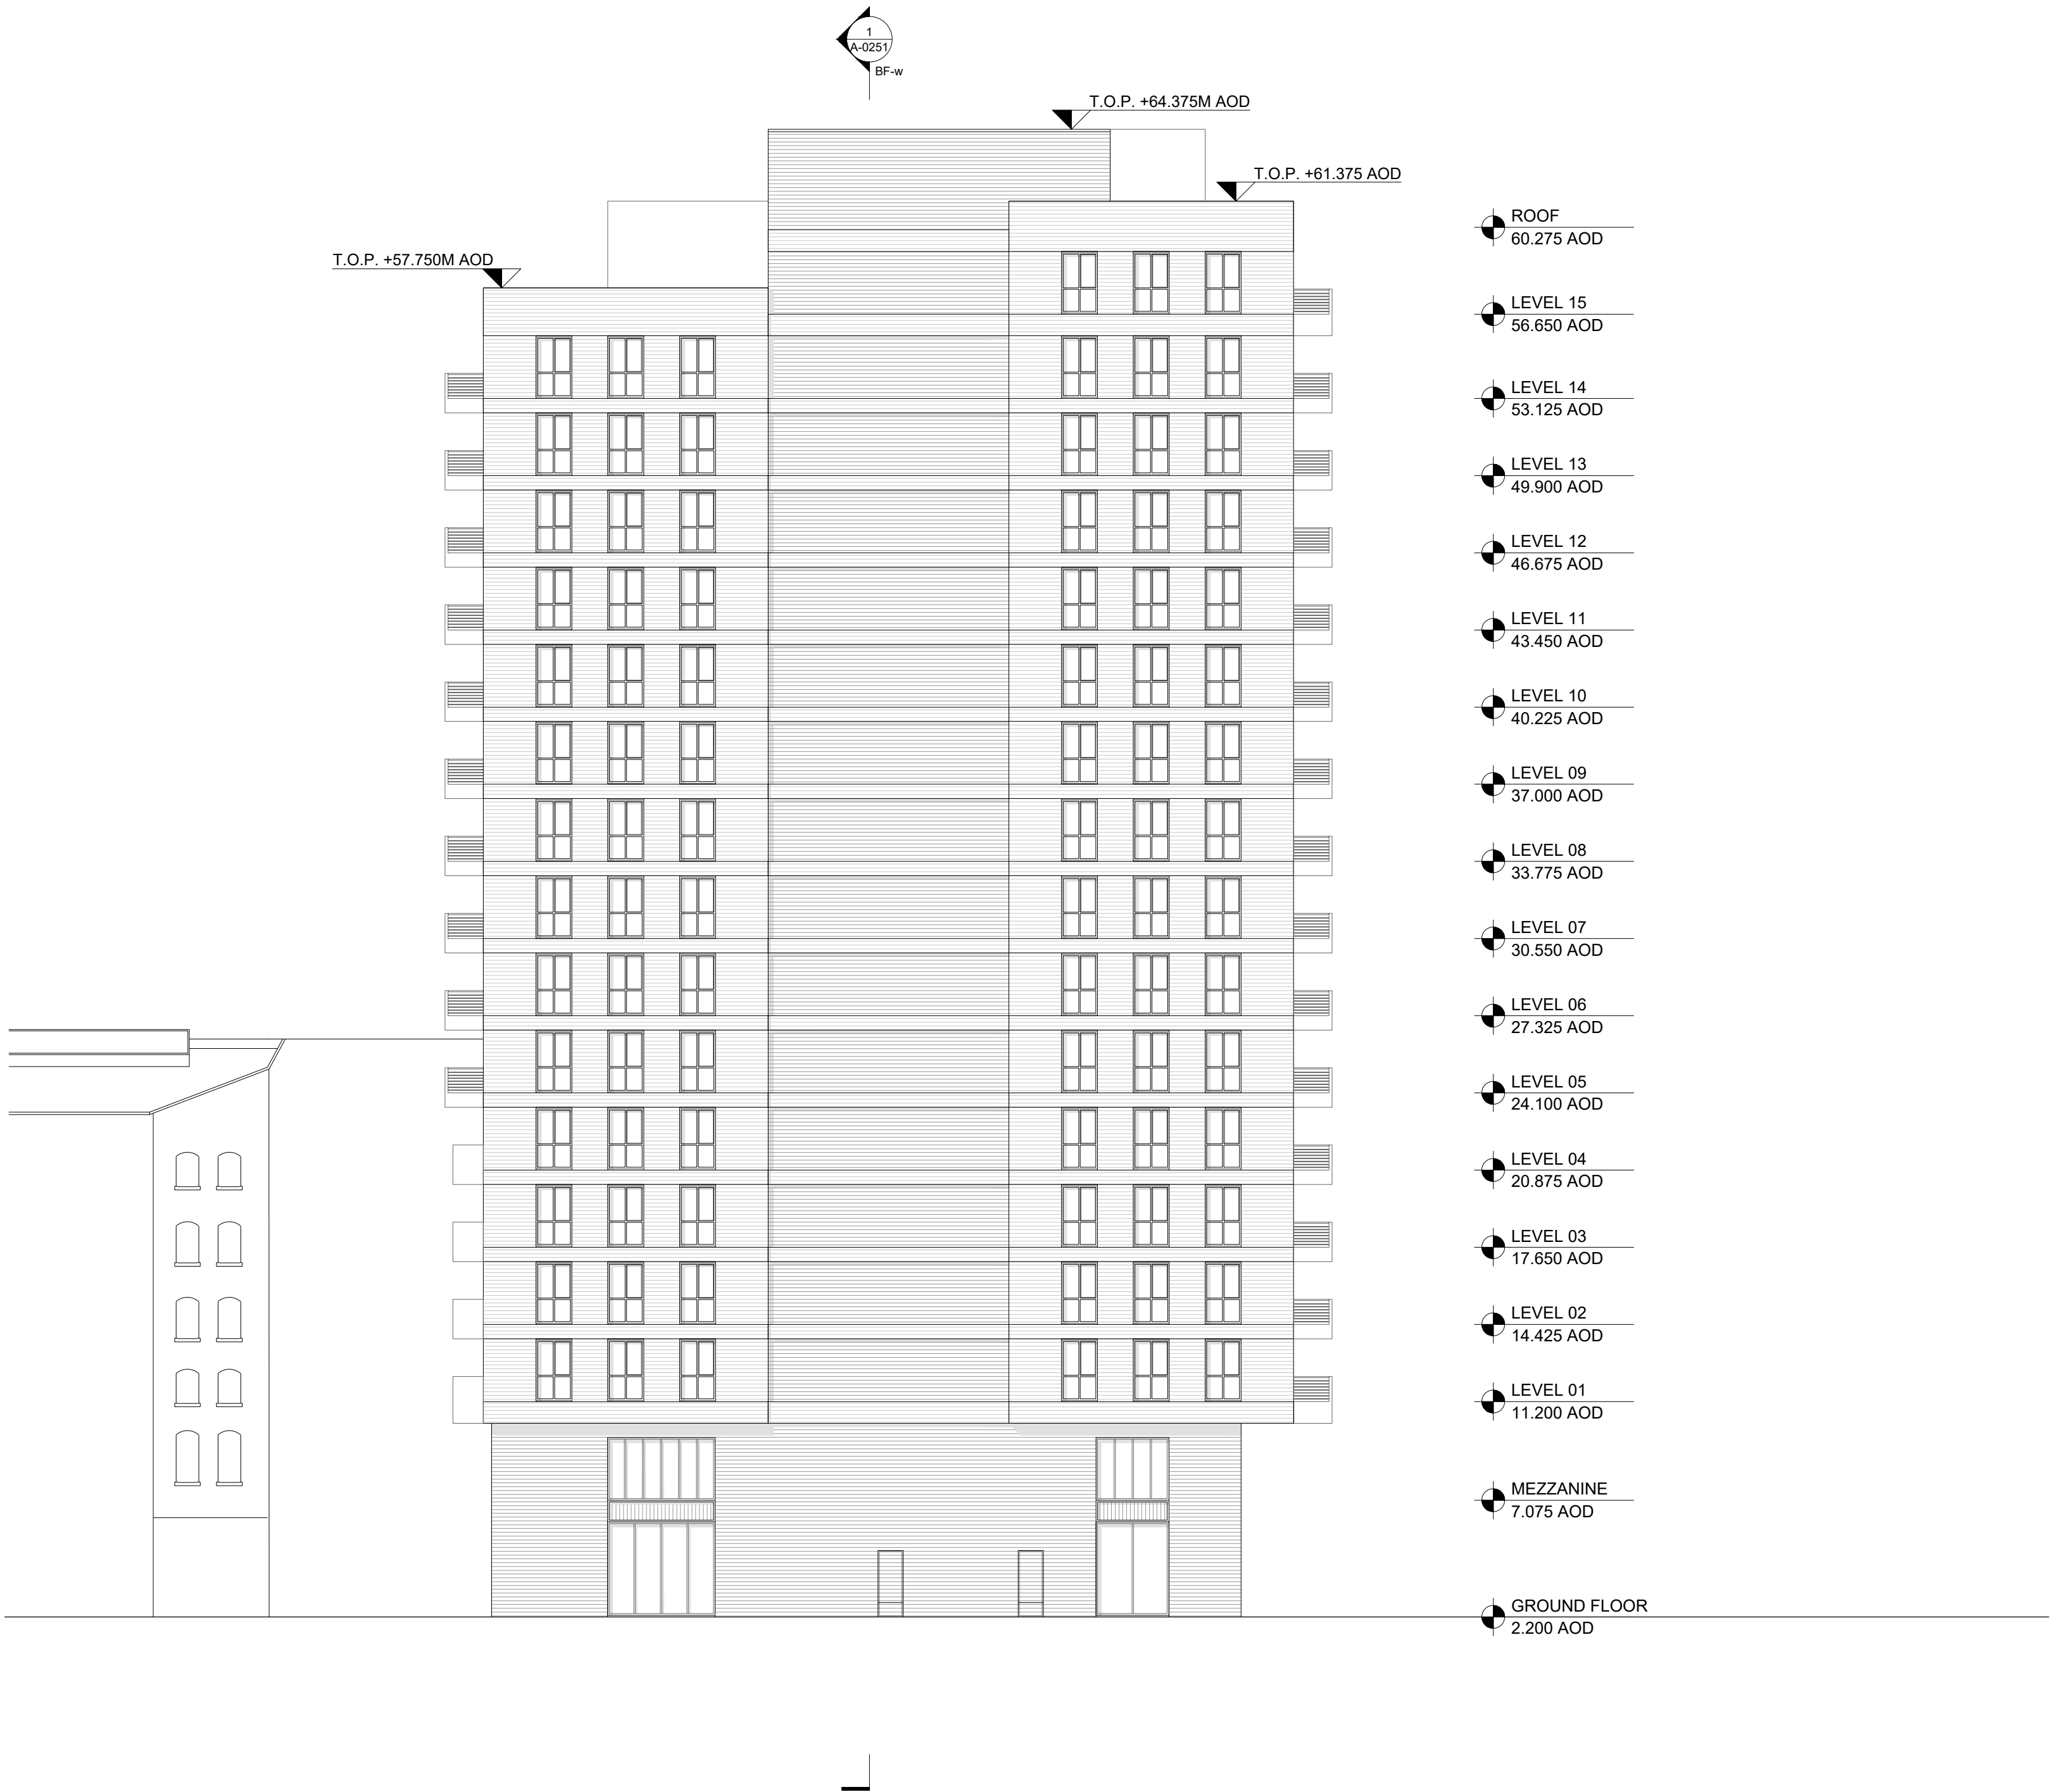 1
A-0251
BF-w
T.O.P. +64.375M AOD
T.O.P. +61.375 AOD
T.O.P. +57.750M AOD
ROOF
60.275 AOD
LEVEL 15
56.650 AOD
LEVEL 14
53.125 AOD
LEVEL 13
49.900 AOD
LEVEL 12
46.675 AOD
LEVEL 11
43.450 AOD
LEVEL 10
40.225 AOD
LEVEL 09
37.000 AOD
LEVEL 08
33.775 AOD
LEVEL 07
30.550 AOD
LEVEL 06
27.325 AOD
LEVEL 05
24.100 AOD
LEVEL 04
20.875 AOD
LEVEL 03
17.650 AOD
LEVEL 02
14.425 AOD
LEVEL 01
11.200 AOD
MEZZANINE
7.075 AOD
GROUND FLOOR
2.200 AOD